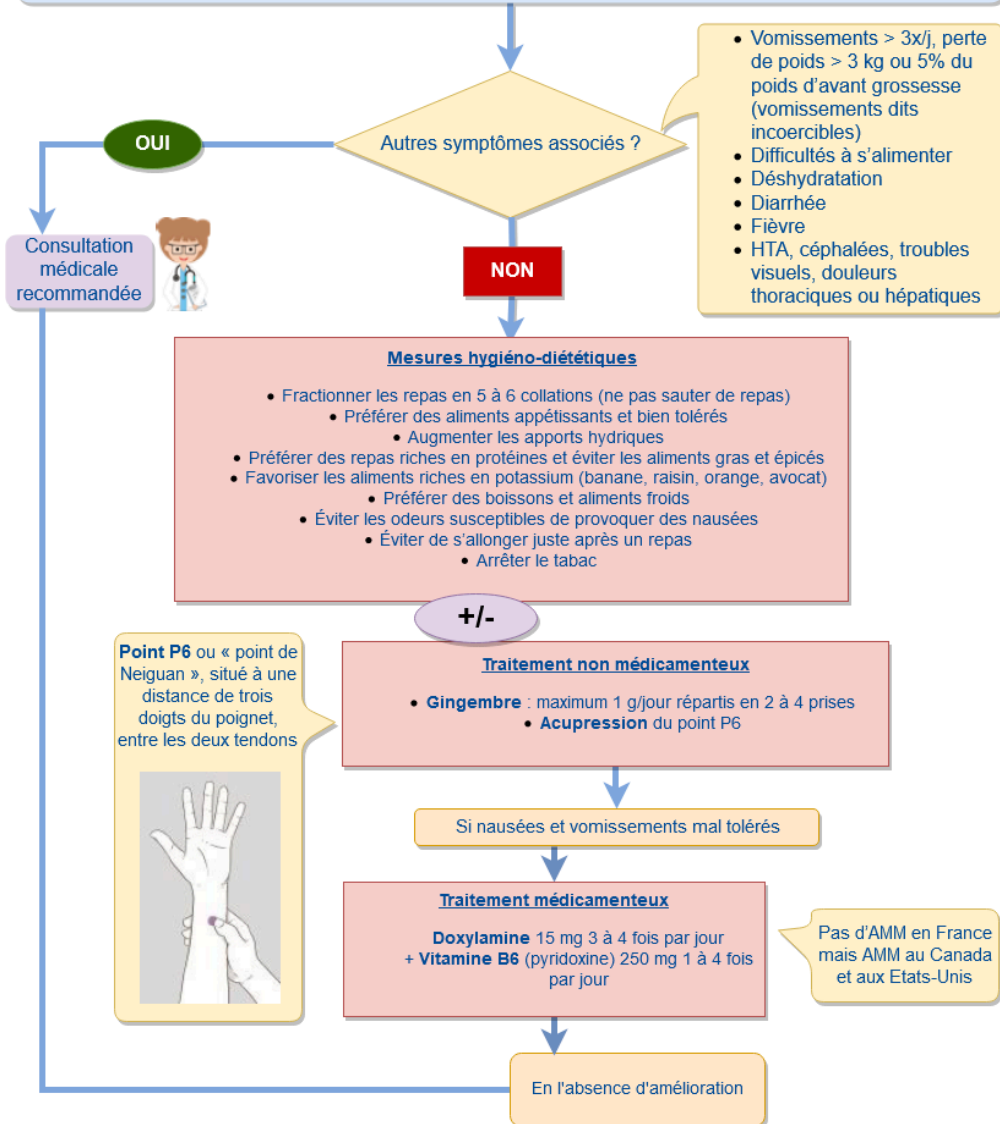 Autres symptômes associés ?
• Vomissements > 3x/j, perte
de poids > 3 kg ou 5% du
poids d’avant grossesse
(vomissements dits
incoercibles)
• Difficultés à s’alimenter
• Déshydratation
• Diarrhée
• Fièvre
• HTA, céphalées, troubles
visuels, douleurs
thoraciques ou hépatiques
OUI
Consultation
médicale
recommandée
NON
Mesures hygiéno-diététiques
• Fractionner les repas en 5 à 6 collations (ne pas sauter de repas)
• Préférer des aliments appétissants et bien tolérés
• Augmenter les apports hydriques
• Préférer des repas riches en protéines et éviter les aliments gras et épicés
• Favoriser les aliments riches en potassium (banane, raisin, orange, avocat)
• Préférer des boissons et aliments froids
• Éviter les odeurs susceptibles de provoquer des nausées
• Éviter de s’allonger juste après un repas
• Arrêter le tabac
+/-
Point P6 ou « point de
Neiguan », situé à une
distance de trois
doigts du poignet,
entre les deux tendons
Traitement non médicamenteux
• Gingembre : maximum 1 g/jour répartis en 2 à 4 prises
• Acupression du point P6
Si nausées et vomissements mal tolérés
Traitement médicamenteux
Doxylamine 15 mg 3 à 4 fois par jour
+ Vitamine B6 (pyridoxine) 250 mg 1 à 4 fois
par jour
Pas d’AMM en France
mais AMM au Canada
et aux Etats-Unis
En l'absence d'amélioration